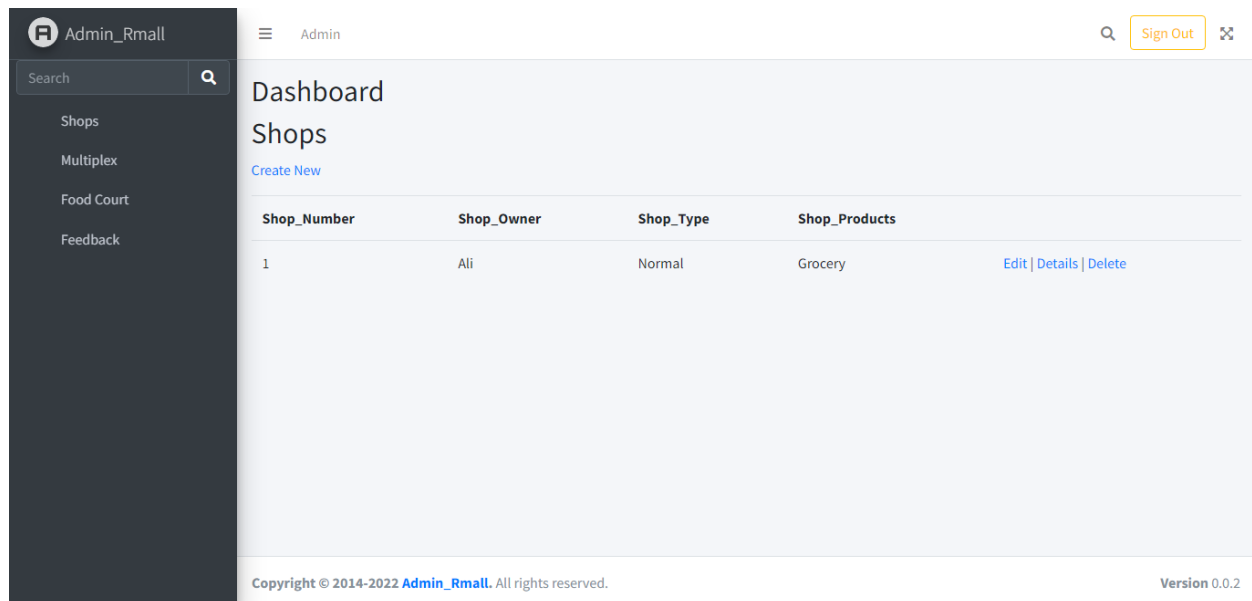 Admin_Rmall
Admin
Sign Out
Search
Shops
Multiplex
Food Court
Feedback
Dashboard
Shops
Create New
Shop_Number Shop_Owner Shop_Type Shop_Products
1 Ali Normal Grocery Edit | Details | Delete
Copyright © 2014-2022 Admin_Rmall. All rights reserved. Version 0.0.2